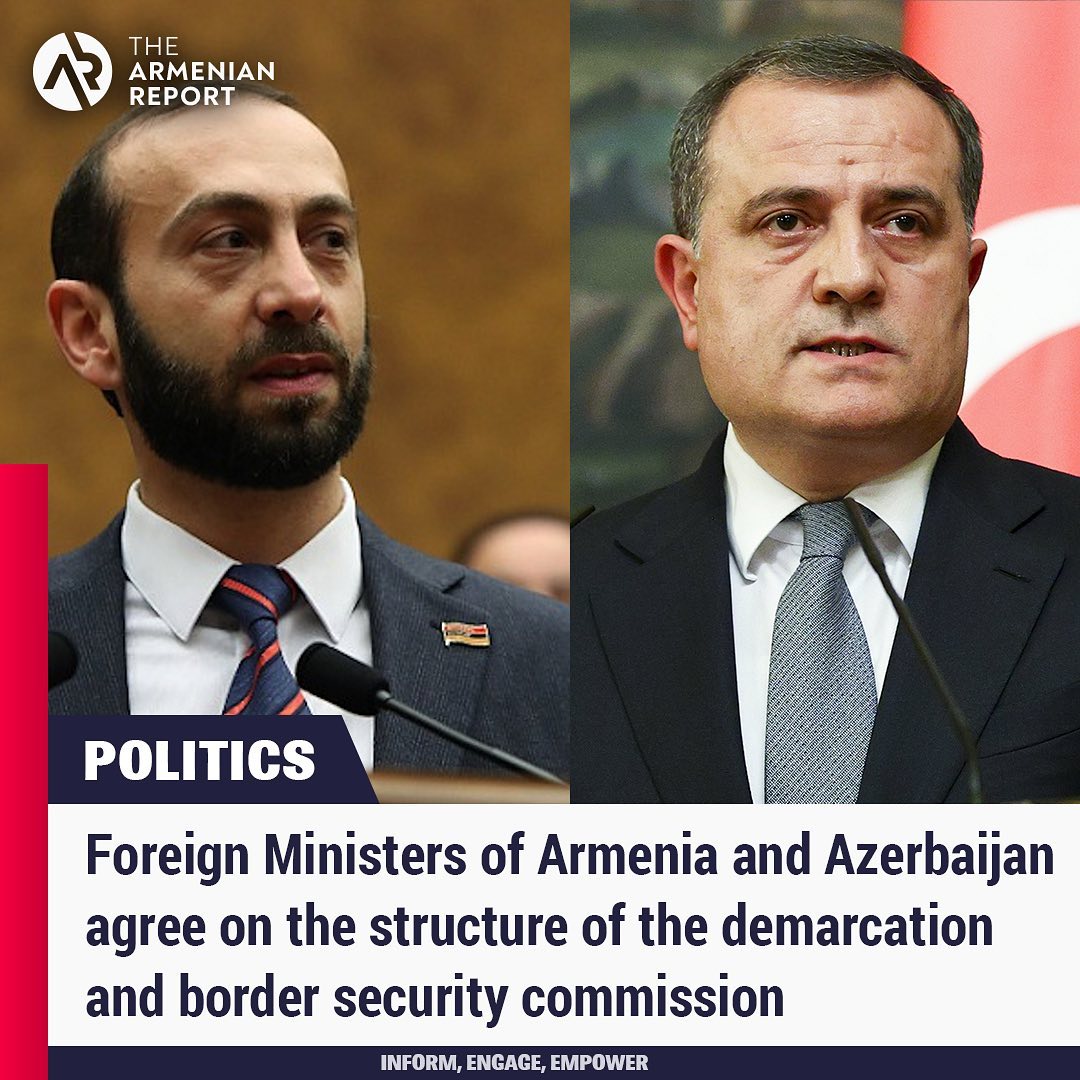 THE
ARMENIAN
REPORT
POLITICS
Foreign Ministers of Armenia and Azerbaijan
agree on the structure of the demarcation
and border security commission
INFORM, ENGAGE, EMPOWER